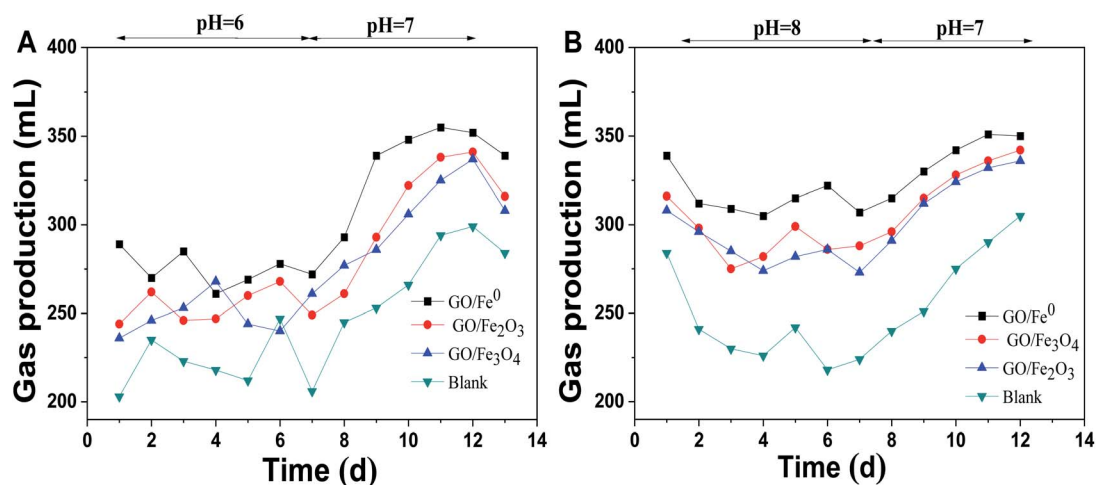 A
pH=6 pH=7
400
350
300
250
200
Gas production (mL)
GO/Fe⁰
GO/Fe₂O₃
GO/Fe₃O₄
Blank
0 2 4 6 8 10 12 14
Time (d)
B
pH=8 pH=7
400
350
300
250
200
Gas production (mL)
GO/Fe⁰
GO/Fe₃O₄
GO/Fe₂O₃
Blank
0 2 4 6 8 10 12 14
Time (d)